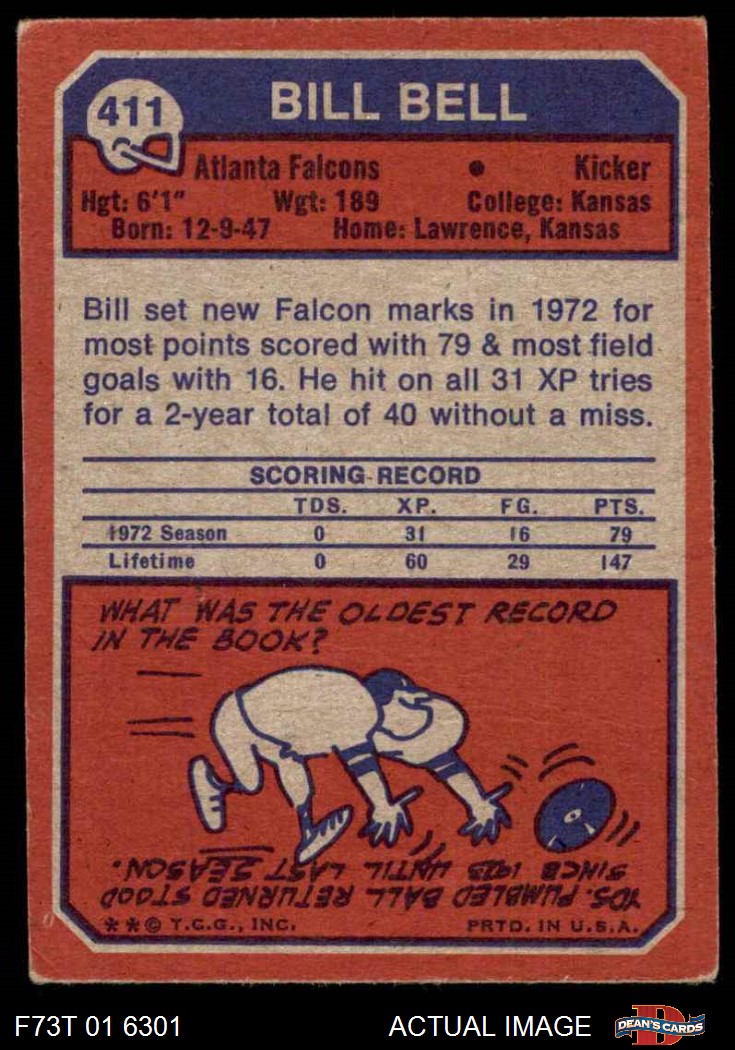 411
BILL BELL
Atlanta Falcons • Kicker
Hgt: 6'1" Wgt: 189 College: Kansas
Born: 12-9-47 Home: Lawrence, Kansas
Bill set new Falcon marks in 1972 for
most points scored with 79 & most field
goals with 16. He hit on all 31 XP tries
for a 2-year total of 40 without a miss.
SCORING RECORD
TDS. XP. FG. PTS.
1972 Season 0 31 16 79
Lifetime 0 60 29 147
WHAT WAS THE OLDEST RECORD
IN THE BOOK?
YDS. FUMBLED BALL RETURNED STOOD
SINCE 1923 UNTIL LAST SEASON.
**© T.C.G., INC. PRTD. IN U.S.A.
F73T 01 6301 ACTUAL IMAGE
D
DEAN'S CARDS